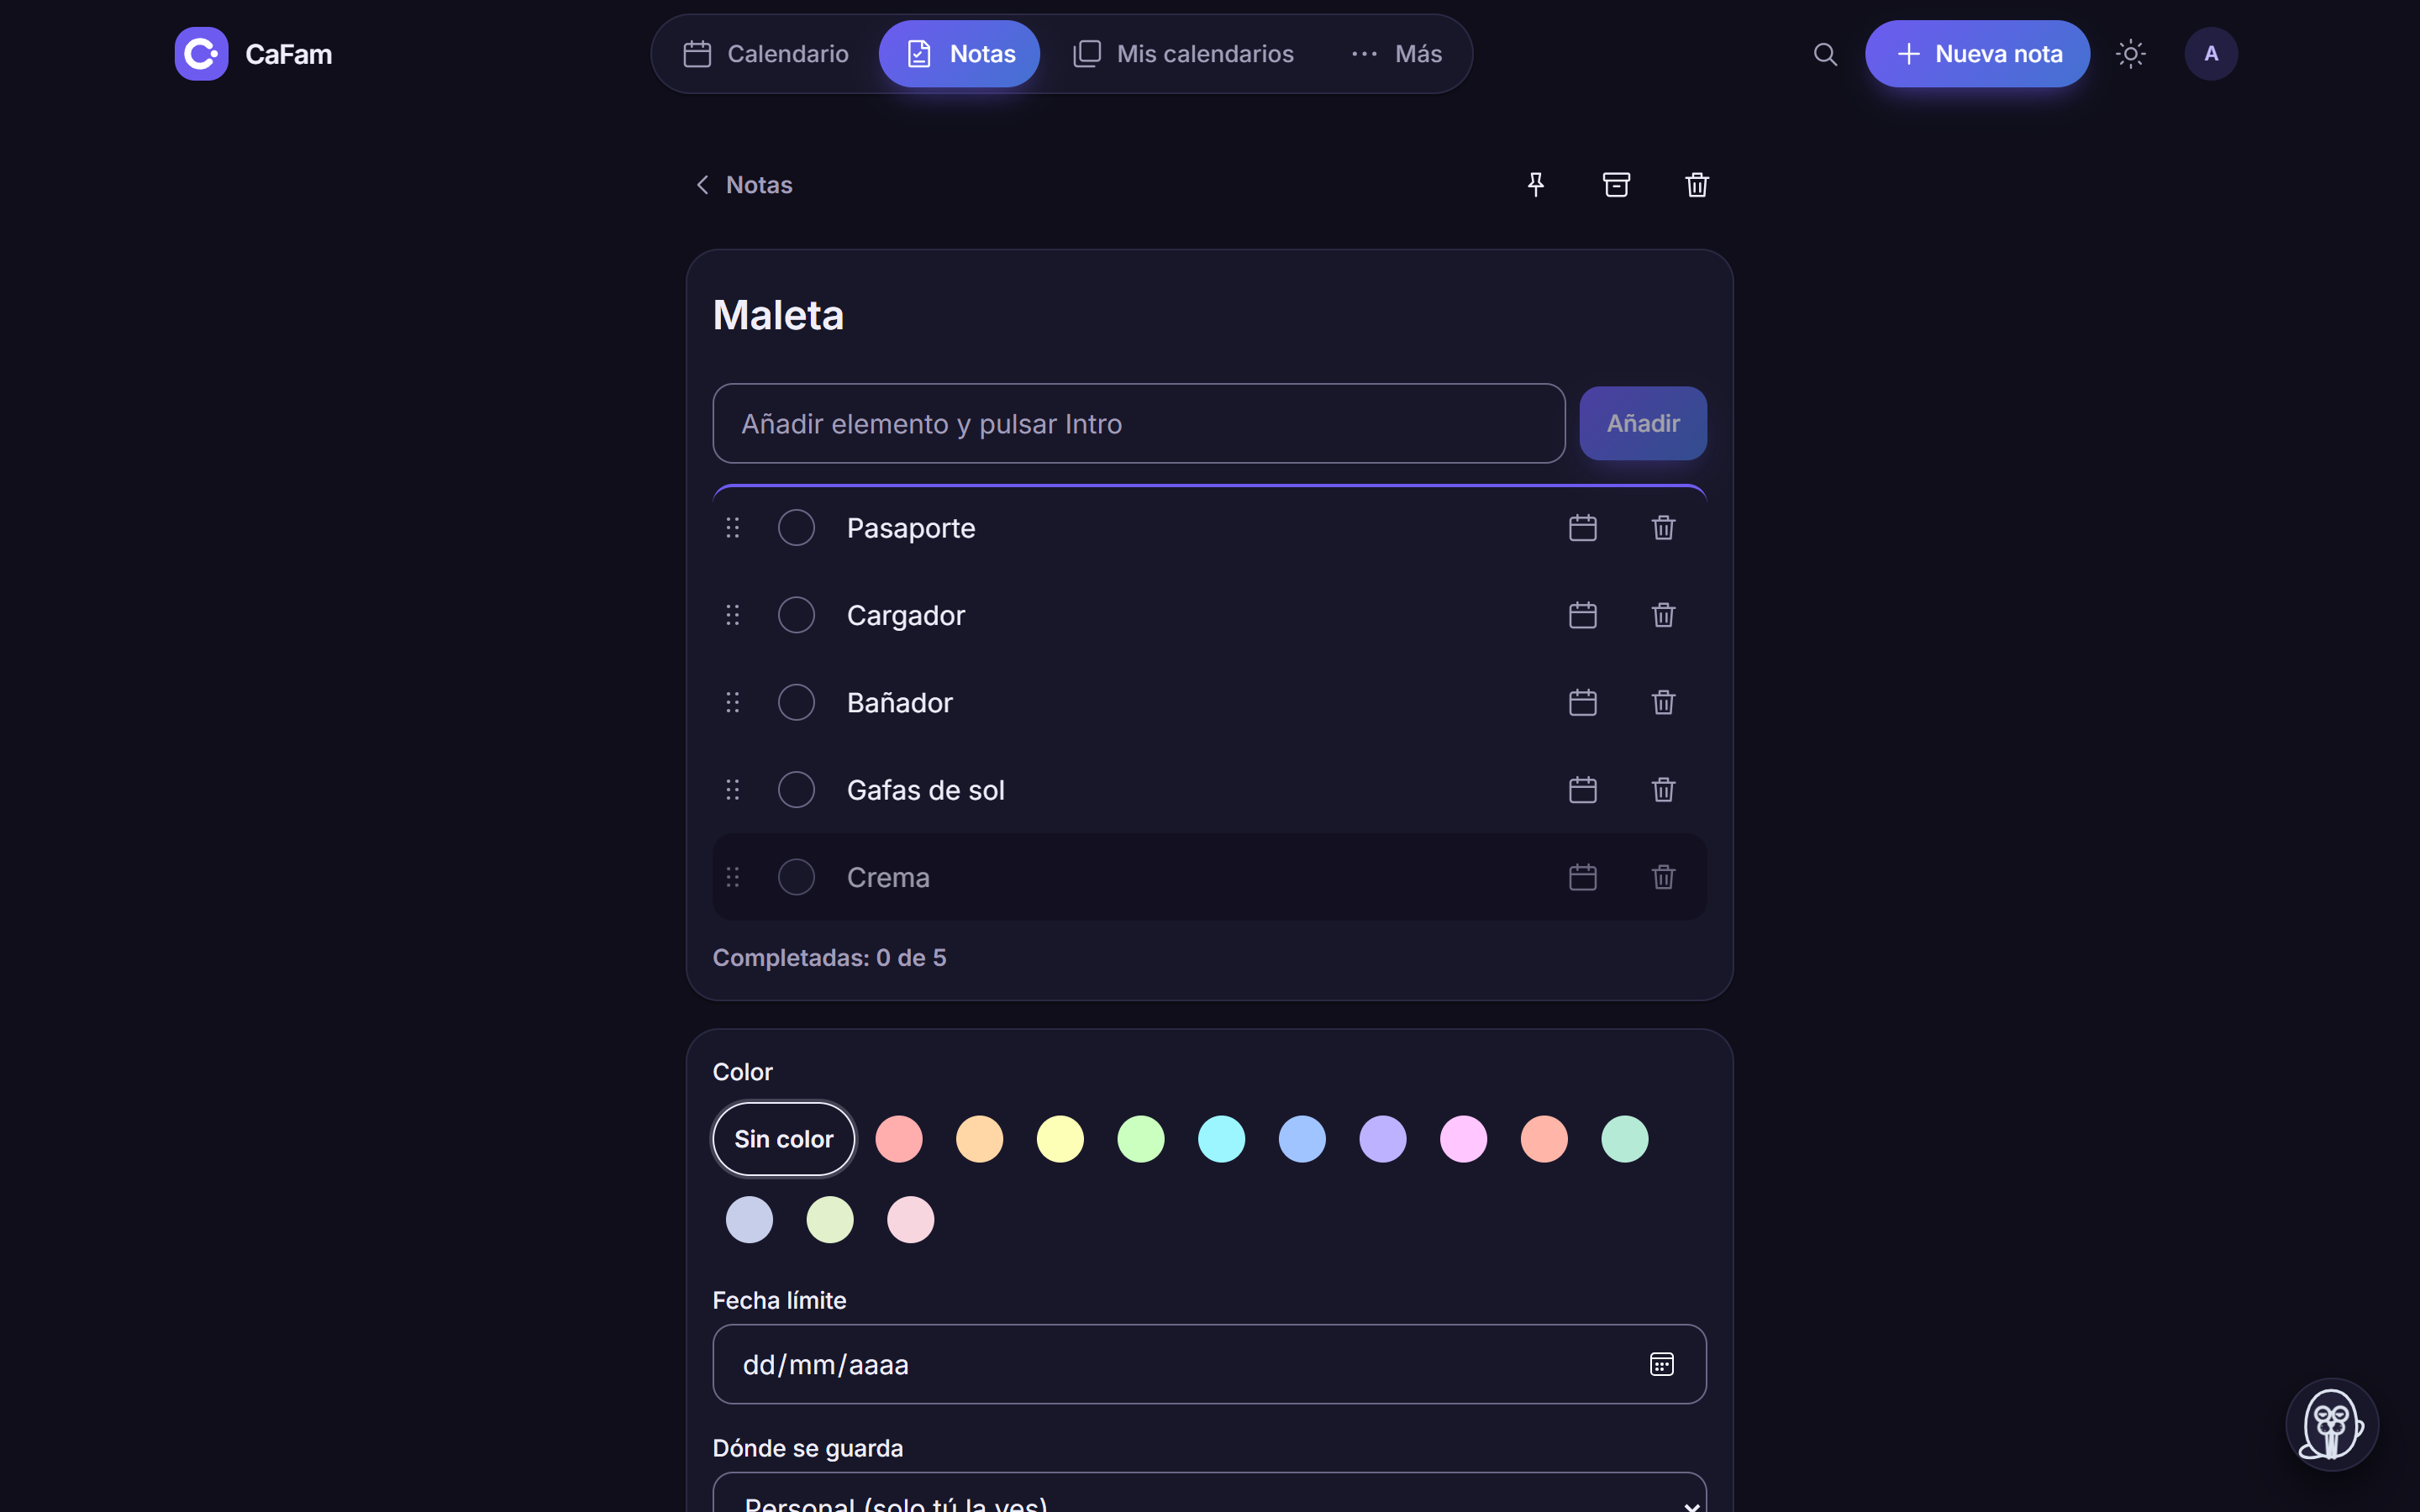 CaFam
Calendario
Notas
Mis calendarios
Más
Nueva nota
A
Notas
Maleta
Añadir elemento y pulsar Intro
Añadir
Pasaporte
Cargador
Bañador
Gafas de sol
Crema
Completadas: 0 de 5
Color
Sin color
Fecha límite
dd/mm/aaaa
Dónde se guarda
Personal (solo tú la ves)